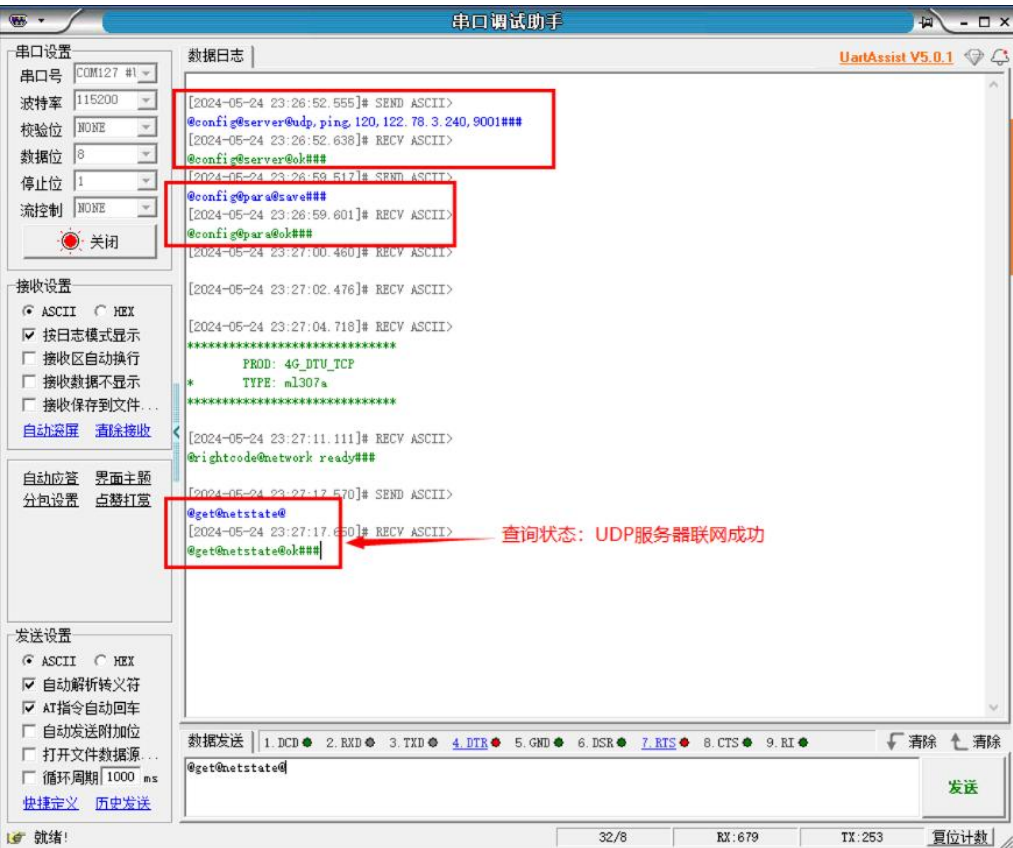 串口调试助手
串口设置
串口号 COM127 #\
波特率 115200
校验位 NONE
数据位 8
停止位 1
流控制 NONE
关闭
接收设置
ASCII HEX
按日志模式显示
接收区自动换行
接收数据不显示
接收保存到文件...
自动滚屏 清除接收
自动应答 界面主题
分包设置 点赞打赏
发送设置
ASCII HEX
自动解析转义符
AT指令自动回车
自动发送附加位
打开文件数据源...
循环周期 1000 ms
快捷定义 历史发送
数据日志
UartAssist V5.0.1
[2024-05-24 23:26:52.555]# SEND ASCII>
@config@server@udp,ping,120,122.78.3.240,9001###
[2024-05-24 23:26:52.638]# RECV ASCII>
@config@server@ok###
[2024-05-24 23:26:59.517]# SEND ASCII>
@config@para@save###
[2024-05-24 23:26:59.601]# RECV ASCII>
@config@para@ok###
[2024-05-24 23:27:00.460]# RECV ASCII>
[2024-05-24 23:27:02.476]# RECV ASCII>
[2024-05-24 23:27:04.718]# RECV ASCII>
******************************
PROD: 4G_DTU_TCP
* TYPE: ml307a
******************************
[2024-05-24 23:27:11.111]# RECV ASCII>
@rightcode@network ready###
[2024-05-24 23:27:17.570]# SEND ASCII>
@get@netstate@
[2024-05-24 23:27:17.650]# RECV ASCII>
@get@netstate@ok###
查询状态：UDP服务器联网成功
数据发送 1.DCD 2.RXD 3.TXD 4.DTR 5.GND 6.DSR 7.RTS 8.CTS 9.RI 清除 清除
@get@netstate@
发送
就绪! 32/8 RX:679 TX:253 复位计数